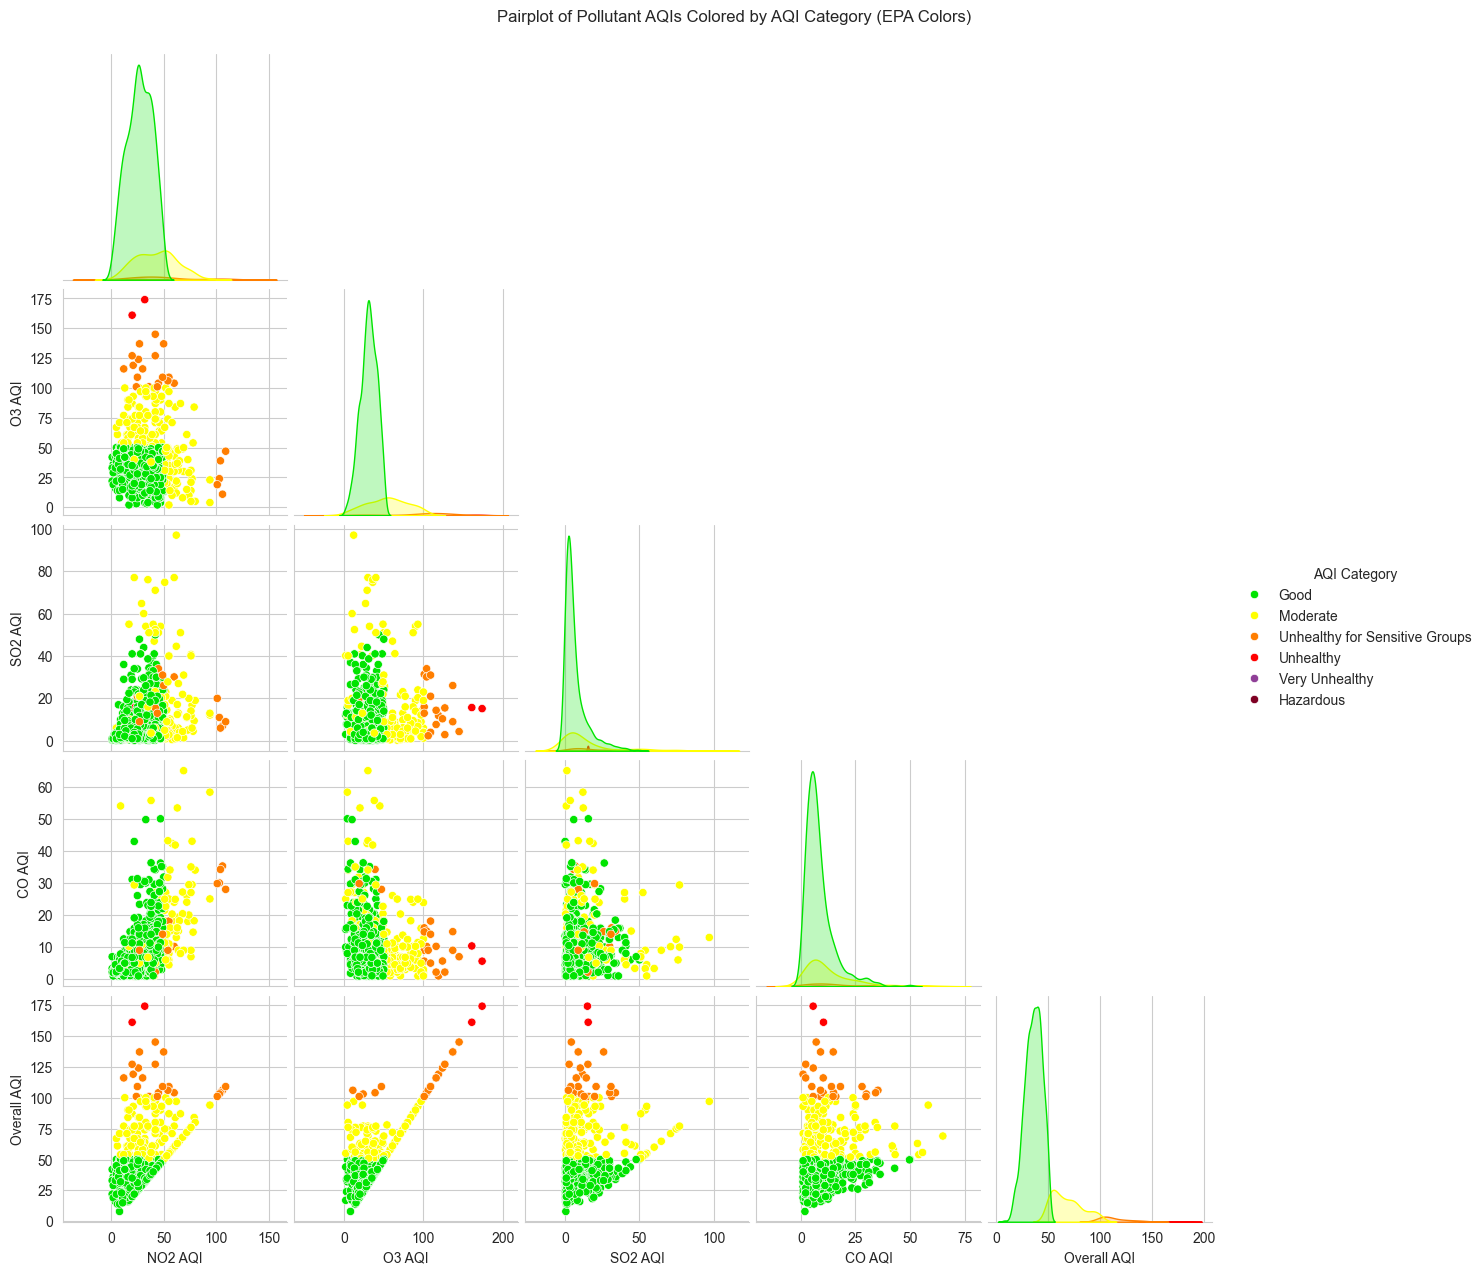 Pairplot of Pollutant AQIs Colored by AQI Category (EPA Colors)
175
150
125
100
75
50
25
0
O3 AQI
100
80
60
40
20
0
SO2 AQI
AQI Category
Good
Moderate
Unhealthy for Sensitive Groups
Unhealthy
Very Unhealthy
Hazardous
60
50
40
30
20
10
0
CO AQI
175
150
125
100
75
50
25
0
Overall AQI
0 50 100 150
NO2 AQI
0 100 200
O3 AQI
0 50 100
SO2 AQI
0 25 50 75
CO AQI
0 50 100 150 200
Overall AQI